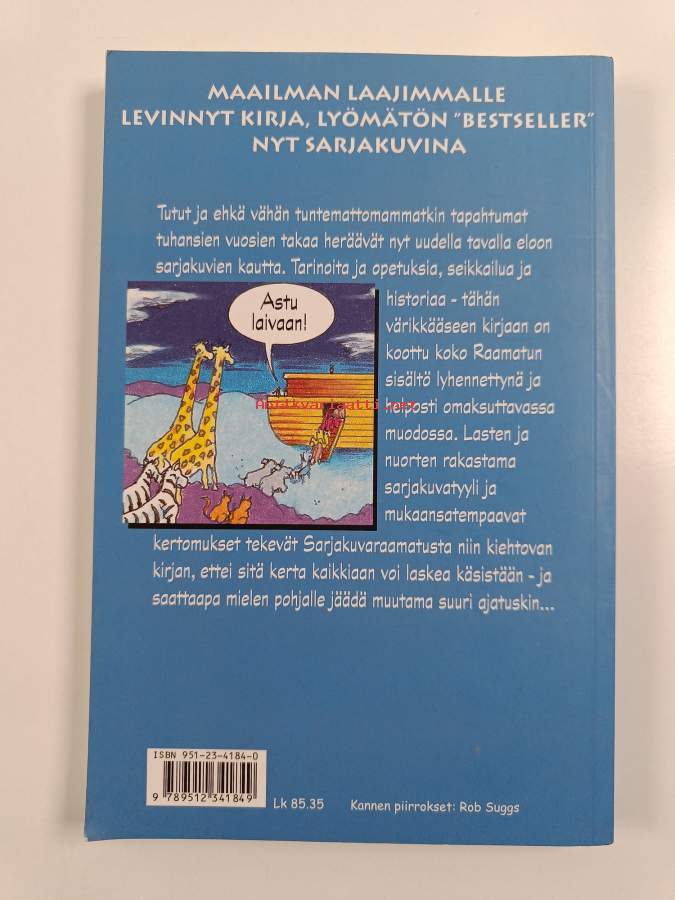 MAAILMAN LAAJIMMALLE
LEVINNYT KIRJA, LYÖMÄTÖN "BESTSELLER"
NYT SARJAKUVINA
Tutut ja ehkä vähän tuntemattomammatkin tapahtumat
tuhansien vuosien takaa heräävät nyt uudella tavalla eloon
sarjakuvien kautta. Tarinoita ja opetuksia, seikkailua ja
historiaa - tähän
värikkääseen kirjaan on
koottu koko Raamatun
sisältö lyhennettynä ja
helposti omaksuttavassa
muodossa. Lasten ja
nuorten rakastama
sarjakuvatyyli ja
mukaansatempaavat
kertomukset tekevät Sarjakuvaraamatusta niin kiehtovan
kirjan, ettei sitä kerta kaikkiaan voi laskea käsistään - ja
saattaapa mielen pohjalle jäädä muutama suuri ajatuskin...
Astu
laivaan!
Antikvariaatti.net
ISBN 951-23-4184-0
9 789512 341849
Lk 85.35
Kannen piirrokset: Rob Suggs